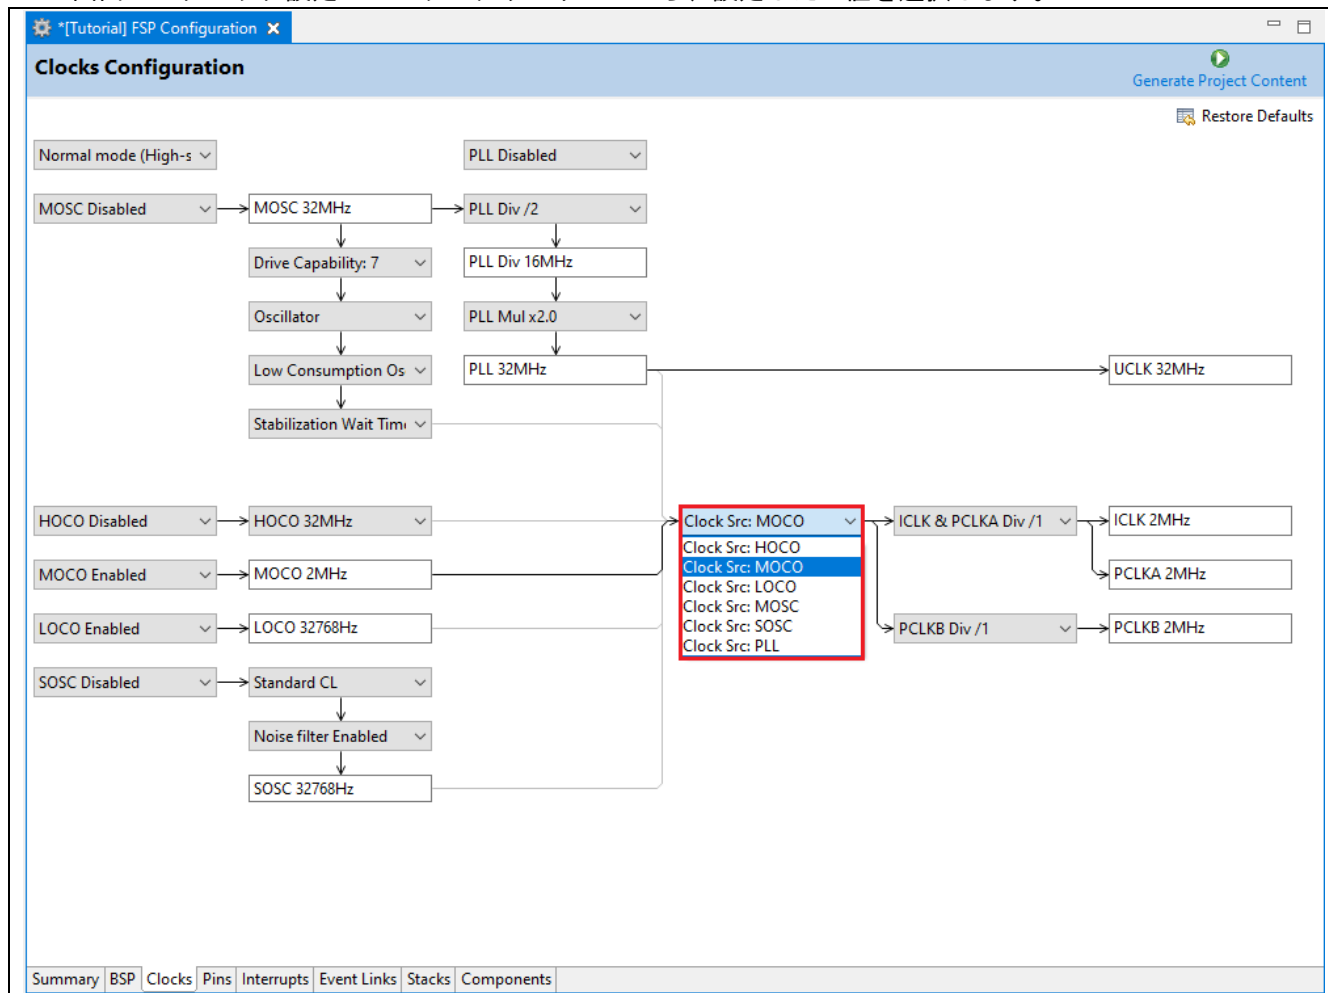 *[Tutorial] FSP Configuration
Clocks Configuration
Generate Project Content
Restore Defaults
Normal mode (High-s
PLL Disabled
MOSC Disabled
MOSC 32MHz
PLL Div /2
Drive Capability: 7
PLL Div 16MHz
Oscillator
PLL Mul x2.0
Low Consumption Os
PLL 32MHz
UCLK 32MHz
Stabilization Wait Tim
HOCO Disabled
HOCO 32MHz
Clock Src: MOCO
ICLK & PCLKA Div /1
ICLK 2MHz
Clock Src: HOCO
Clock Src: MOCO
Clock Src: LOCO
Clock Src: MOSC
Clock Src: SOSC
Clock Src: PLL
MOCO Enabled
MOCO 2MHz
PCLKA 2MHz
LOCO Enabled
LOCO 32768Hz
PCLKB Div /1
PCLKB 2MHz
SOSC Disabled
Standard CL
Noise filter Enabled
SOSC 32768Hz
Summary BSP Clocks Pins Interrupts Event Links Stacks Components